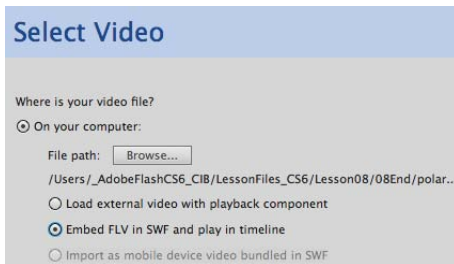 Select Video
Where is your video file?
On your computer:
File path: Browse...
/Users/_AdobeFlashCS6_CIB/LessonFiles_CS6/Lesson08/08End/polar..
Load external video with playback component
Embed FLV in SWF and play in timeline
Import as mobile device video bundled in SWF